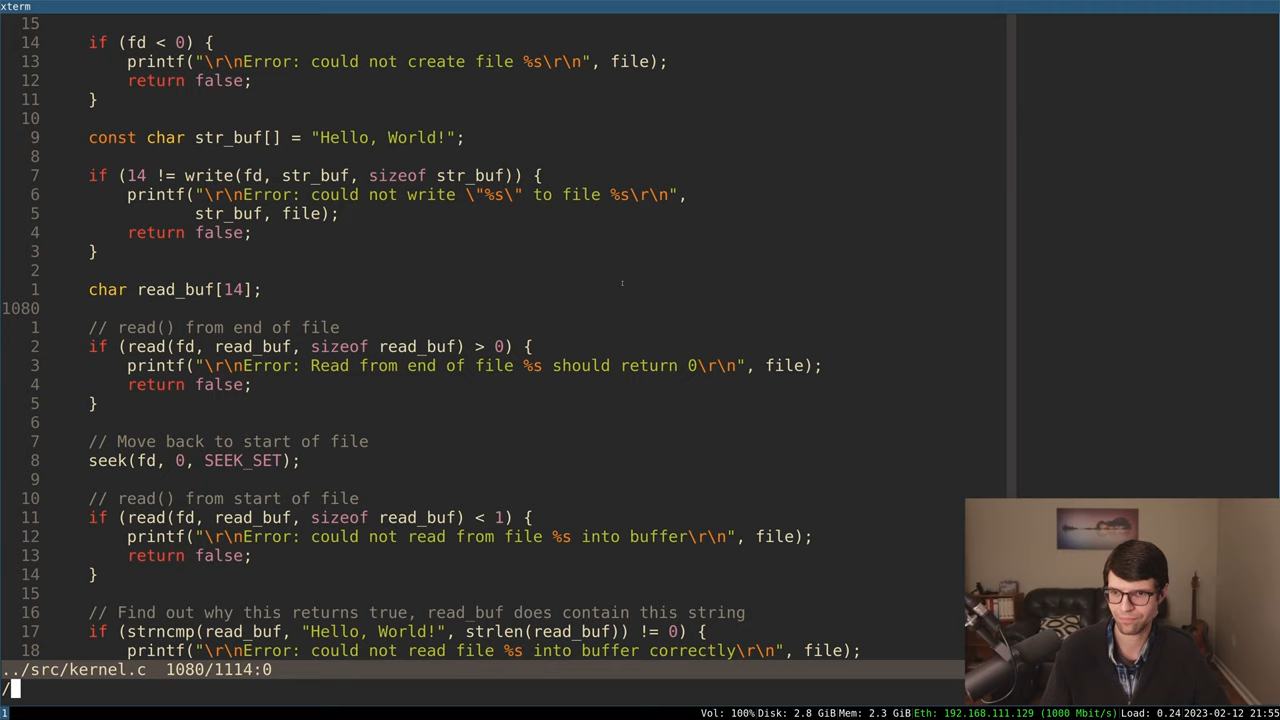 xterm
15
14 if (fd < 0) {
13 printf("\r\nError: could not create file %s\r\n", file);
12 return false;
11 }
10
9 const char str_buf[] = "Hello, World!";
8
7 if (14 != write(fd, str_buf, sizeof str_buf)) {
6 printf("\r\nError: could not write \"%s\" to file %s\r\n",
5 str_buf, file);
4 return false;
3 }
2
1 char read_buf[14];
1080
1 // read() from end of file
2 if (read(fd, read_buf, sizeof read_buf) > 0) {
3 printf("\r\nError: Read from end of file %s should return 0\r\n", file);
4 return false;
5 }
6
7 // Move back to start of file
8 seek(fd, 0, SEEK_SET);
9
10 // read() from start of file
11 if (read(fd, read_buf, sizeof read_buf) < 1) {
12 printf("\r\nError: could not read from file %s into buffer\r\n", file);
13 return false;
14 }
15
16 // Find out why this returns true, read_buf does contain this string
17 if (strncmp(read_buf, "Hello, World!", strlen(read_buf)) != 0) {
18 printf("\r\nError: could not read file %s into buffer correctly\r\n", file);
../src/kernel.c 1080/1114:0
/
1 Vol: 100% Disk: 2.8 GiB Mem: 2.3 GiB Eth: 192.168.111.129 (1000 Mbit/s) Load: 0.24 2023-02-12 21:55